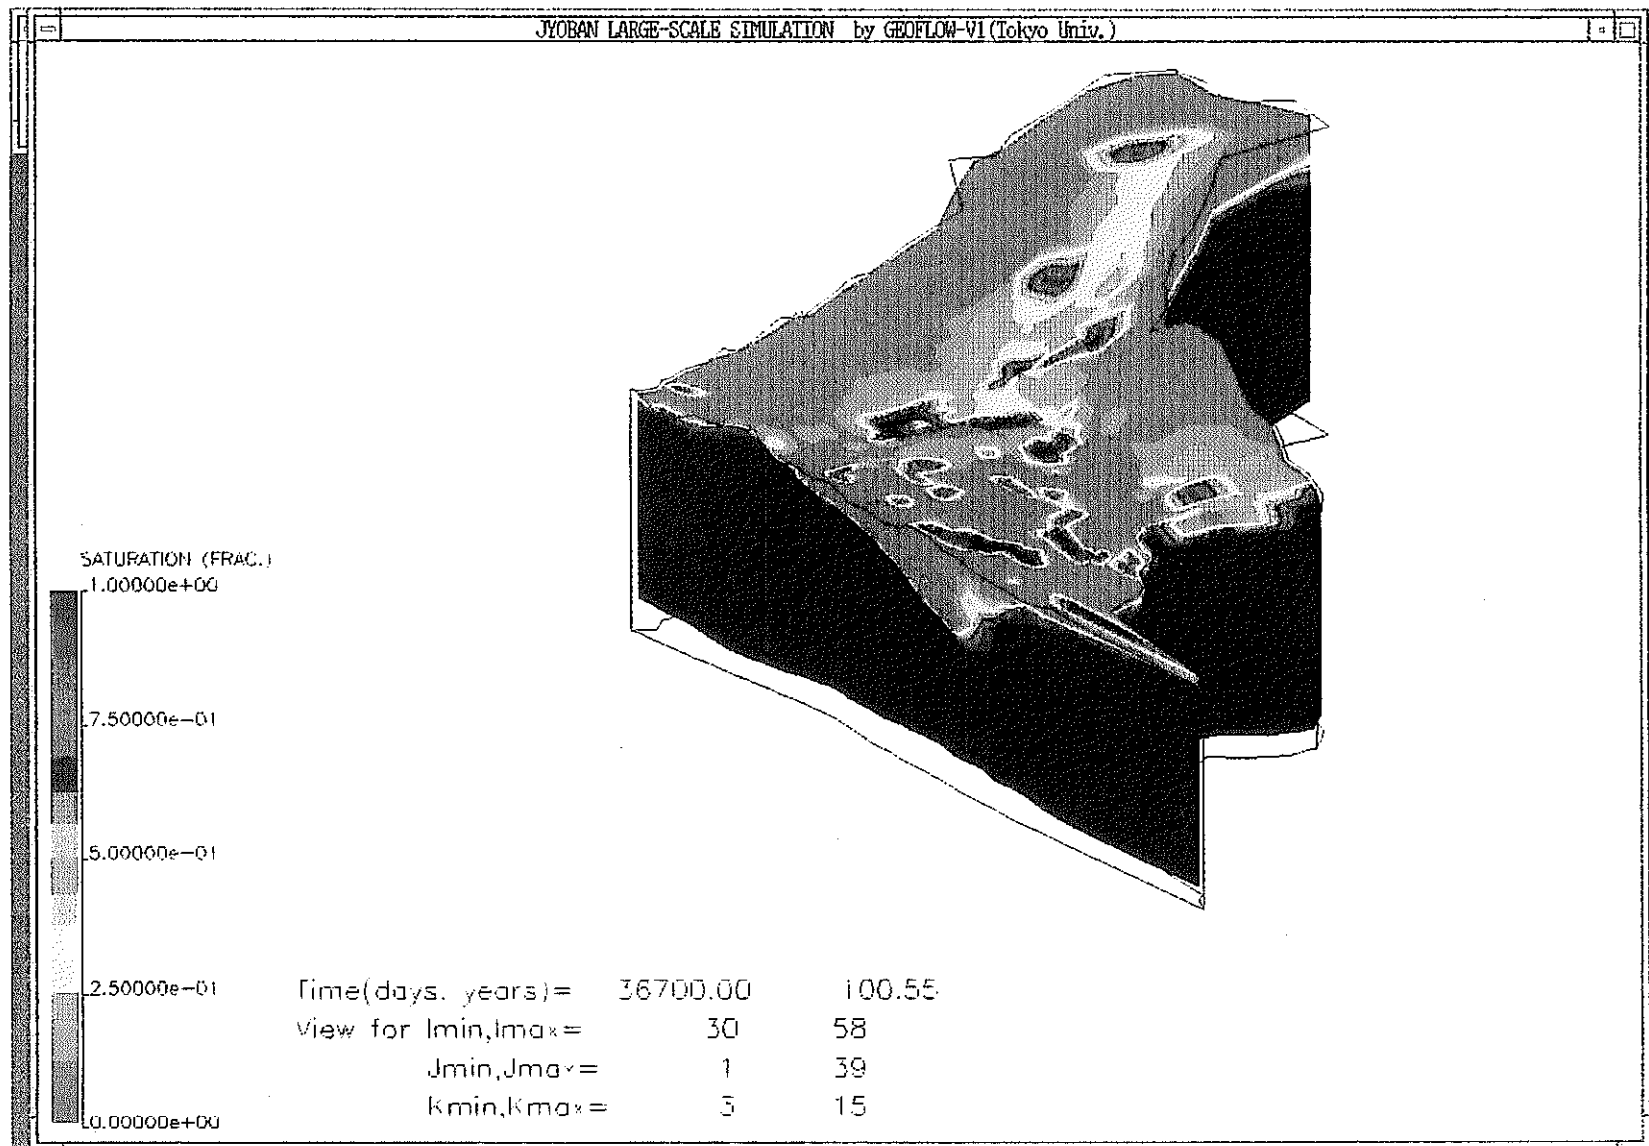 JYOBAN LARGE-SCALE SIMULATION by GEOFLOW-V1(Tokyo Univ.)
SATURATION (FRAC.)
1.00000e+00
7.50000e-01
5.00000e-01
2.50000e-01
0.00000e+00
Time(days. years)= 36700.00 100.55
View for Imin,Imax= 30 58
Jmin,Jmax= 1 39
Kmin,Kmax= 3 15